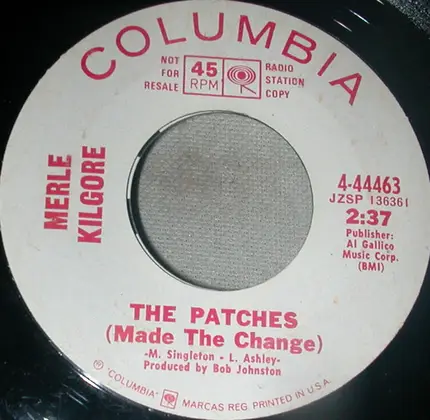 COLUMBIA
NOT
FOR
RESALE
45
RPM
RADIO
STATION
COPY
MERLE
KILGORE
4-44463
JZSP 136361
2:37
Publisher:
Al Gallico
Music Corp.
(BMI)
THE PATCHES
(Made The Change)
-M. Singleton - L. Ashley-
Produced by Bob Johnston
℗ "COLUMBIA" MARCAS REG. PRINTED IN U.S.A.